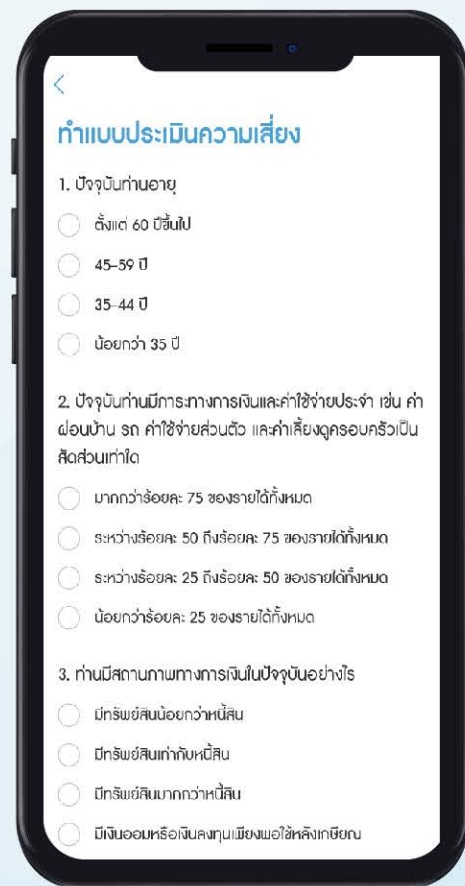 ทำแบบประเมินความเสี่ยง
1. ปัจจุบันท่านอายุ
ตั้งแต่ 60 ปีขึ้นไป
45-59 ปี
35-44 ปี
น้อยกว่า 35 ปี
2. ปัจจุบันท่านมีภาระทางการเงินและค่าใช้จ่ายประจำ เช่น ค่า
ผ่อนบ้าน รถ ค่าใช้จ่ายส่วนตัว และค่าเลี้ยงดูครอบครัวเป็น
สัดส่วนเท่าใด
มากกว่าร้อยละ 75 ของรายได้ทั้งหมด
ระหว่างร้อยละ 50 ถึงร้อยละ 75 ของรายได้ทั้งหมด
ระหว่างร้อยละ 25 ถึงร้อยละ 50 ของรายได้ทั้งหมด
น้อยกว่าร้อยละ 25 ของรายได้ทั้งหมด
3. ท่านมีสถานภาพทางการเงินในปัจจุบันอย่างไร
มีทรัพย์สินน้อยกว่าหนี้สิน
มีทรัพย์สินเท่ากับหนี้สิน
มีทรัพย์สินมากกว่าหนี้สิน
มีเงินออมหรือเงินลงทุนเพียงพอใช้หลังเกษียณ